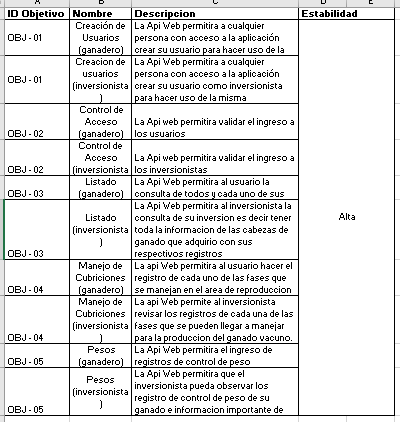 A B C D E
ID Objetivo Nombre Descripcion Estabilidad
OBJ - 01
Creación de
Usuarios
(ganadero)
La Api Web permitira a cualquier
persona con acceso a la aplicación
crear su usuario para hacer uso de la
OBJ - 01
Creacion de
usuarios
(inversionista
)
La Api Web permitira a cualquier
persona con acceso a la aplicación
crear su usuario como inversionista
para hacer uso de la misma
OBJ - 02
Control de
Acceso
(ganadero)
La Api web permitira validar el ingreso a
los usuarios
OBJ - 02
Control de
Acceso
(inversionista
La Api web permitira validar el ingreso a
los inversionistas
OBJ - 03
Listado
(ganadero)
La Api Web permitira al usuario la
consulta de todos y cada uno de sus
OBJ - 03
Listado
(inversionista
)
La Api Web permitira al inversionista la
consulta de su inversion es decir tener
toda la informacion de las cabezas de
ganado que adquirio con sus
respectivos registros
Alta
OBJ - 04
Manejo de
Cubriciones
(ganadero)
La api Web permitira al usuario hacer el
registro de cada uno de las fases que
se manejan en el area de reproduccion
OBJ - 04
Manejo de
Cubriciones
(inversionista
)
La Api web permite al inversionista
revisar los registros de cada una de las
fases que se pueden llegar a manejar
para la produccion del ganado vacuno.
OBJ - 05
Pesos
(ganadero)
La Api Web permitira el ingreso de
registros de control de peso
OBJ - 05
Pesos
(inversionista
)
La Api Web permitira que el
inversionista pueda observar los
registro de control de peso de su
ganado e informacion importante de